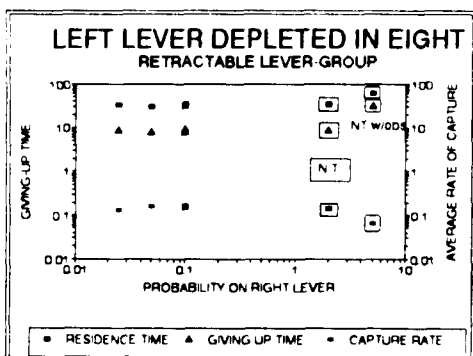 LEFT LEVER DEPLETED IN EIGHT
RETRACTABLE LEVER-GROUP
GIVING-UP TIME
AVERAGE RATE OF CAPTURE
100
10
1
0.1
0.01
100
10
1
0.1
0.01
NT W/ODS
NT
0.01
0.1
1
10
PROBABILITY ON RIGHT LEVER
RESIDENCE TIME
GIVING UP TIME
CAPTURE RATE